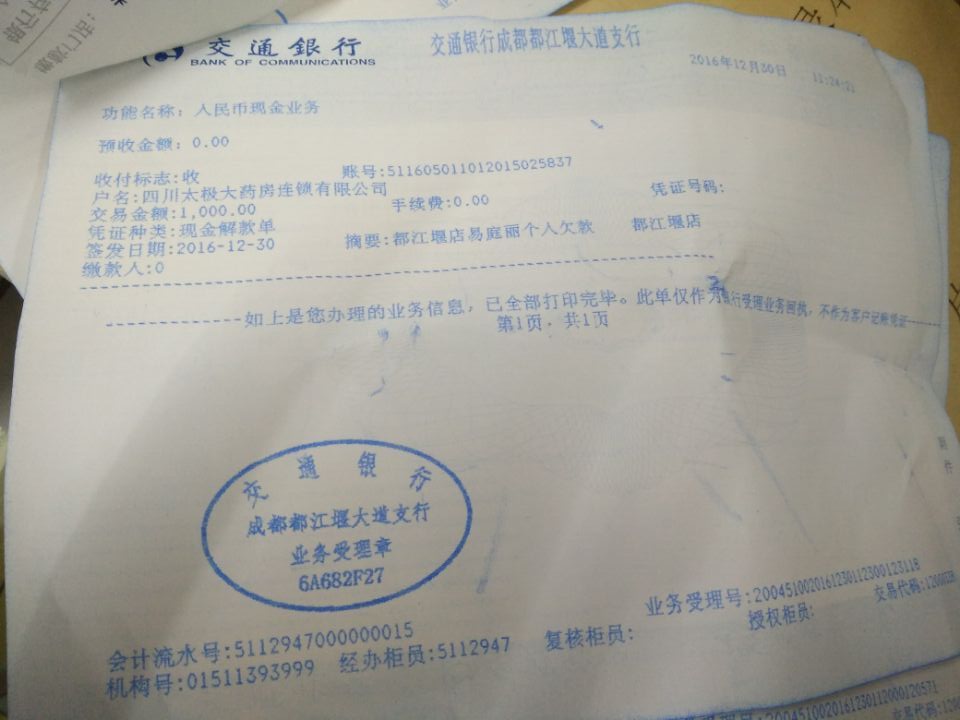 交通銀行
BANK OF COMMUNICATIONS
交通银行成都都江堰大道支行
2016年12月30日 11:24:21
功能名称: 人民币现金业务
预收金额: 0.00
收付标志:收 账号:511605011012015025837
户名:四川太极大药房连锁有限公司 凭证号码:
交易金额:1,000.00 手续费:0.00
凭证种类:现金解款单
签发日期:2016-12-30 摘要:都江堰店易庭丽个人欠款 都江堰店
缴款人:0
如上是您办理的业务信息,已全部打印完毕。此单仅作为银行受理业务回执,不作为客户记账凭证
第1页,共1页
交通银行
成都都江堰大道支行
业务受理章
6A682F27
业务受理号:2004510020161230112300123118
会计流水号:5112947000000015 授权柜员: 交易代码:
机构号:01511393999 经办柜员:5112947 复核柜员:
附件